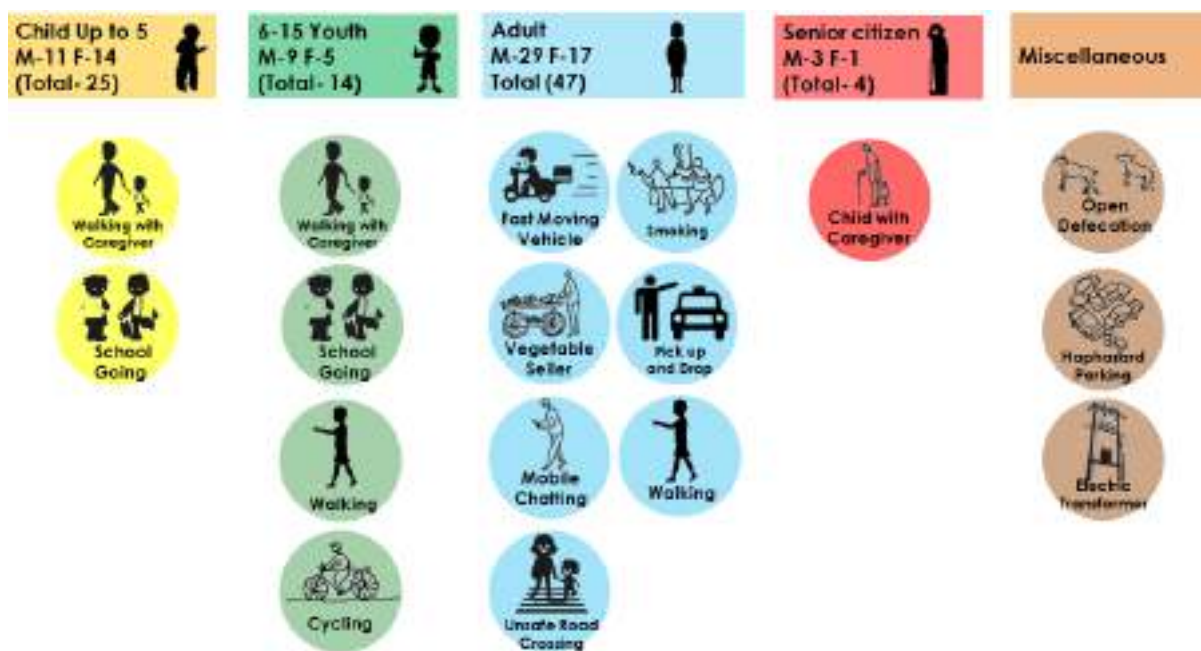 Child Up to 5
M-11 F-14
(Total- 25)
6-15 Youth
M-9 F-5
(Total- 14)
Adult
M-29 F-17
Total (47)
Senior citizen
M-3 F-1
(Total- 4)
Miscellaneous
Walking with
Caregiver
School
Going
Walking with
Caregiver
School
Going
Walking
Cycling
Fast Moving
Vehicle
Smoking
Vegetable
Seller
Pick up
and Drop
Mobile
Chatting
Walking
Unsafe Road
Crossing
Child with
Caregiver
Open
Defecation
Haphazard
Parking
Electric
Transformer